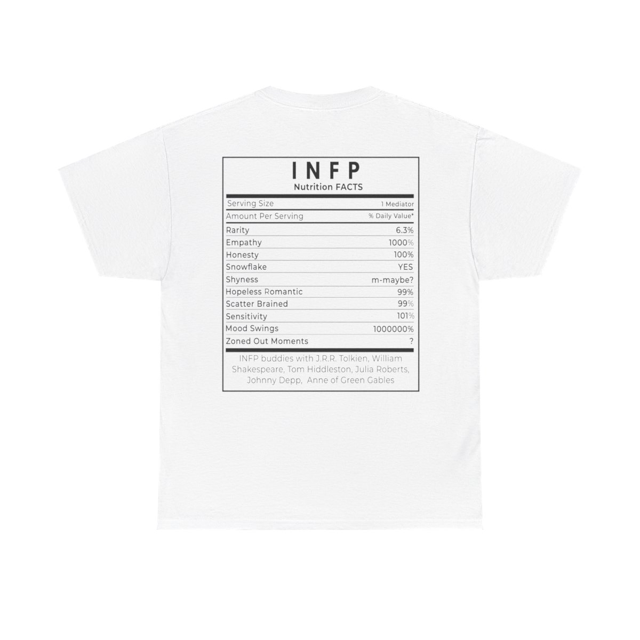 INFP
Nutrition FACTS
Serving Size 1 Mediator
Amount Per Serving % Daily Value*
Rarity 6.3%
Empathy 1000%
Honesty 100%
Snowflake YES
Shyness m-maybe?
Hopeless Romantic 99%
Scatter Brained 99%
Sensitivity 101%
Mood Swings 1000000%
Zoned Out Moments ?
INFP buddies with J.R.R. Tolkien, William
Shakespeare, Tom Hiddleston, Julia Roberts,
Johnny Depp, Anne of Green Gables